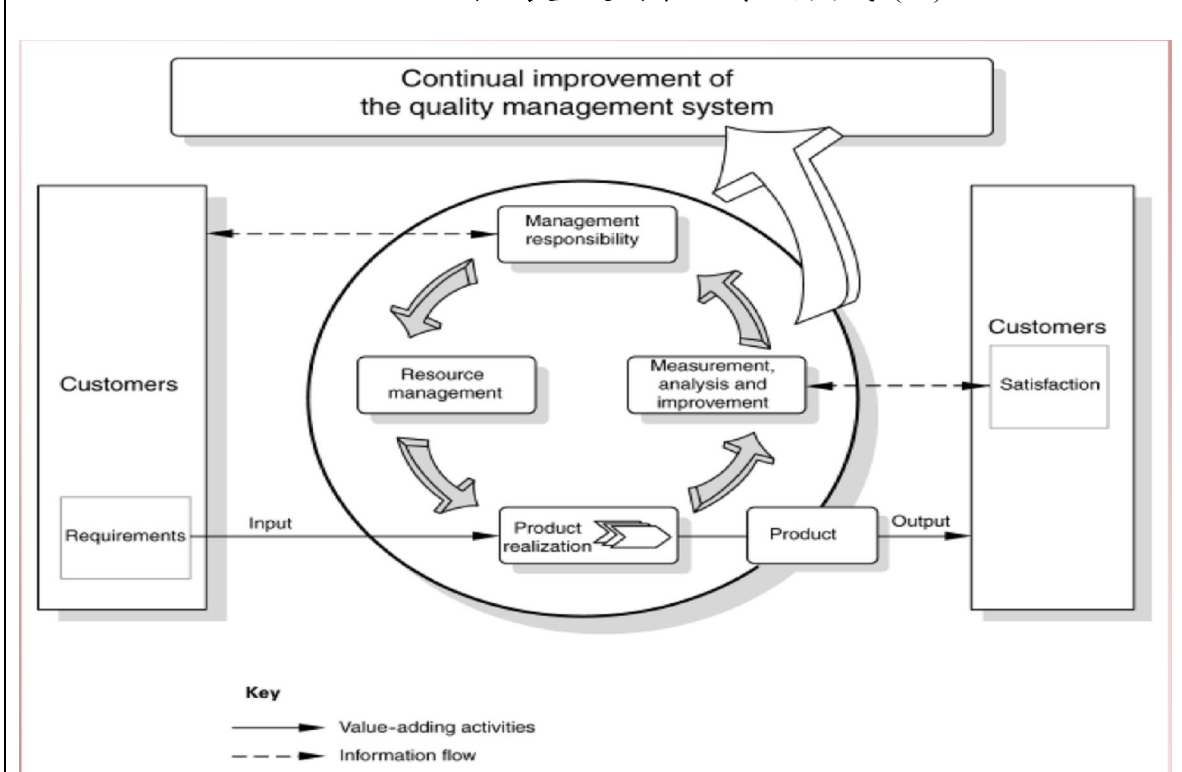 Continual improvement of
the quality management system
Management
responsibility
Customers
Resource
management
Measurement,
analysis and
improvement
Customers
Satisfaction
Requirements
Input
Product
realization
Product
Output
Key
Value-adding activities
Information flow